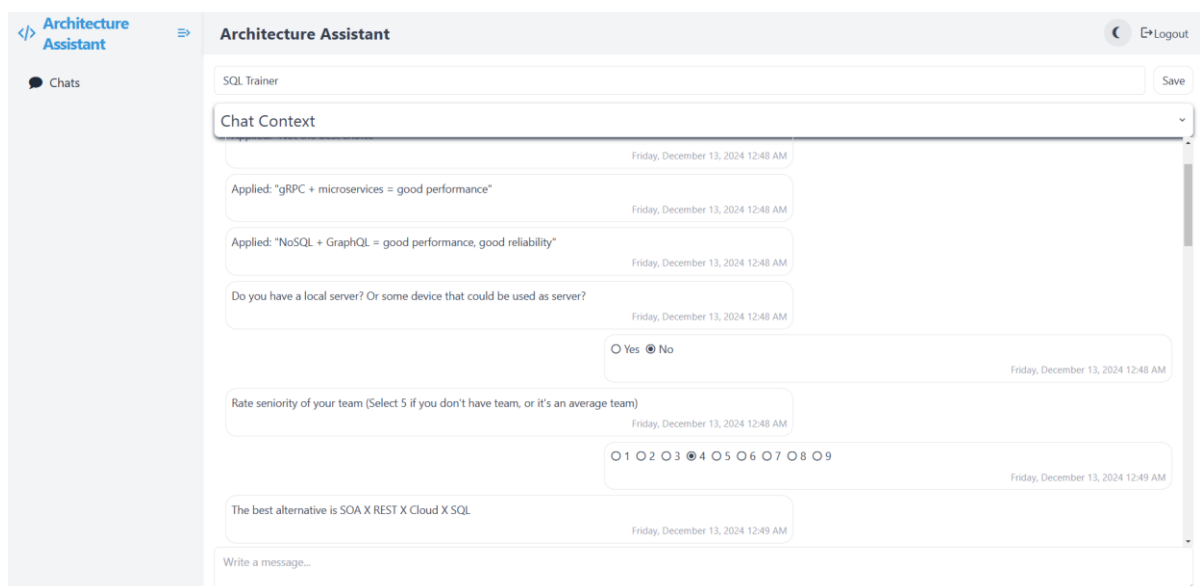 </> Architecture
Assistant
Architecture Assistant
Logout
Chats
SQL Trainer
Save
Chat Context
Friday, December 13, 2024 12:48 AM
Applied: "gRPC + microservices = good performance"
Friday, December 13, 2024 12:48 AM
Applied: "NoSQL + GraphQL = good performance, good reliability"
Friday, December 13, 2024 12:48 AM
Do you have a local server? Or some device that could be used as server?
Friday, December 13, 2024 12:48 AM
Yes No
Friday, December 13, 2024 12:48 AM
Rate seniority of your team (Select 5 if you don't have team, or it's an average team)
Friday, December 13, 2024 12:48 AM
1 2 3 4 5 6 7 8 9
Friday, December 13, 2024 12:49 AM
The best alternative is SOA X REST X Cloud X SQL
Friday, December 13, 2024 12:49 AM
Write a message...